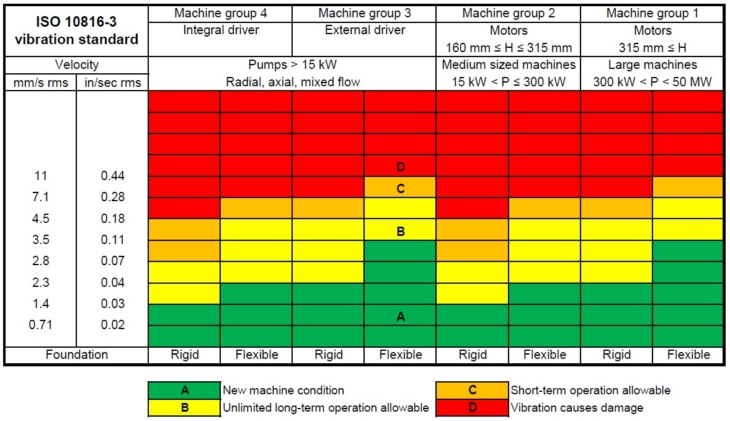 ISO 10816-3
vibration standard
Machine group 4
Machine group 3
Machine group 2
Machine group 1
Integral driver
External driver
Motors
160 mm ≤ H ≤ 315 mm
Motors
315 mm ≤ H
Velocity
Pumps > 15 kW
Radial, axial, mixed flow
Medium sized machines
15 kW < P ≤ 300 kW
Large machines
300 kW < P < 50 MW
mm/s rms
in/sec rms
D
11
0.44
C
7.1
0.28
4.5
0.18
B
3.5
0.11
2.8
0.07
2.3
0.04
1.4
0.03
A
0.71
0.02
Foundation
Rigid
Flexible
Rigid
Flexible
Rigid
Flexible
Rigid
Flexible
A
New machine condition
C
Short-term operation allowable
B
Unlimited long-term operation allowable
D
Vibration causes damage